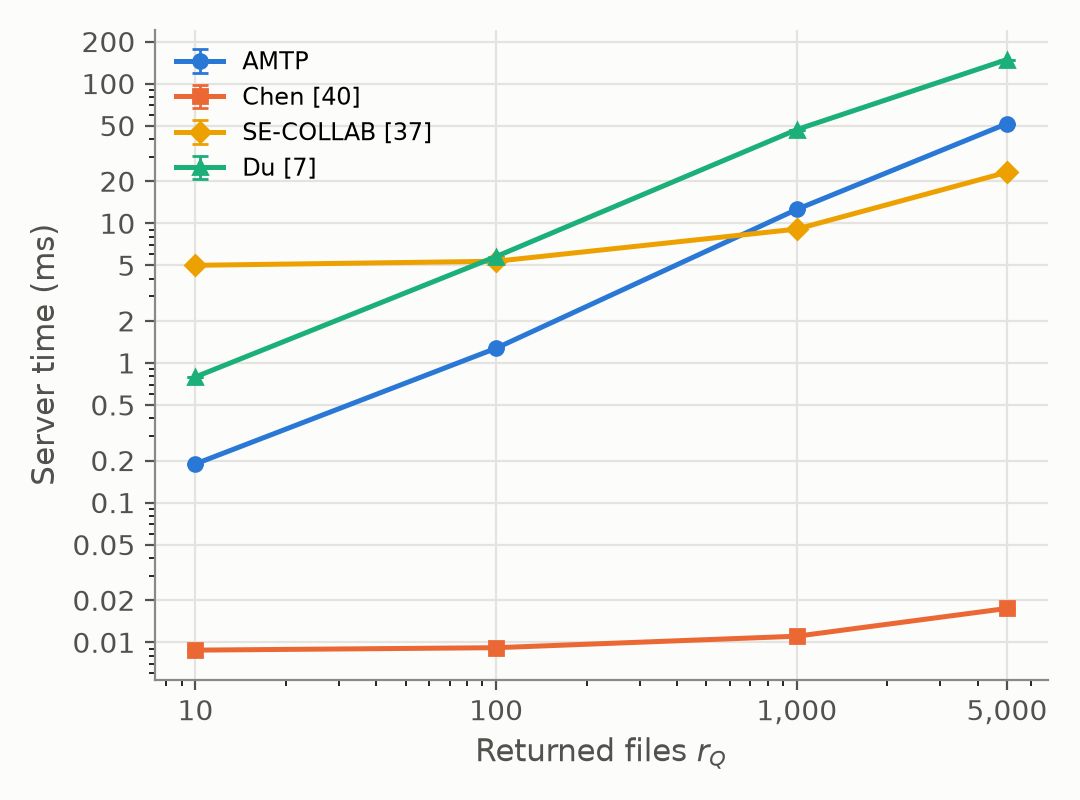 AMTP
Chen [40]
SE-COLLAB [37]
Du [7]
Server time (ms)
200
100
50
20
10
5
2
1
0.5
0.2
0.1
0.05
0.02
0.01
10 100 1,000 5,000
Returned files r_Q